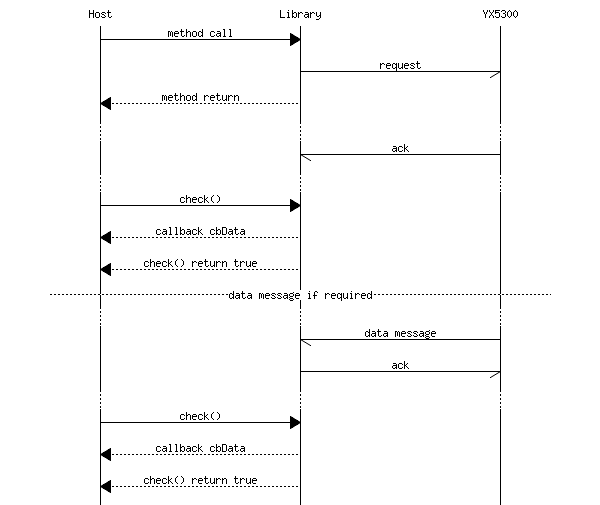 Host Library YX5300
method call
request
method return
ack
check()
callback cbData
check() return true
data message if required
data message
ack
check()
callback cbData
check() return true